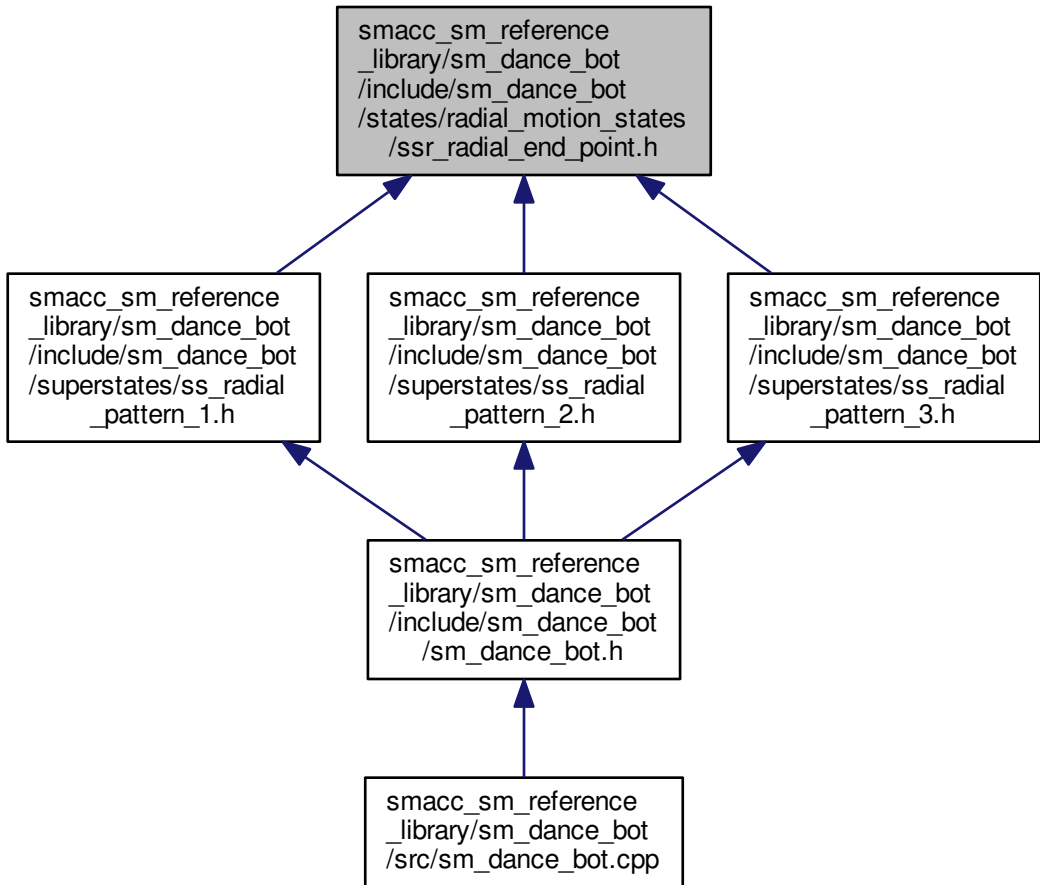 smacc_sm_reference
_library/sm_dance_bot
/include/sm_dance_bot
/states/radial_motion_states
/ssr_radial_end_point.h
smacc_sm_reference
_library/sm_dance_bot
/include/sm_dance_bot
/superstates/ss_radial
_pattern_1.h
smacc_sm_reference
_library/sm_dance_bot
/include/sm_dance_bot
/superstates/ss_radial
_pattern_2.h
smacc_sm_reference
_library/sm_dance_bot
/include/sm_dance_bot
/superstates/ss_radial
_pattern_3.h
smacc_sm_reference
_library/sm_dance_bot
/include/sm_dance_bot
/sm_dance_bot.h
smacc_sm_reference
_library/sm_dance_bot
/src/sm_dance_bot.cpp